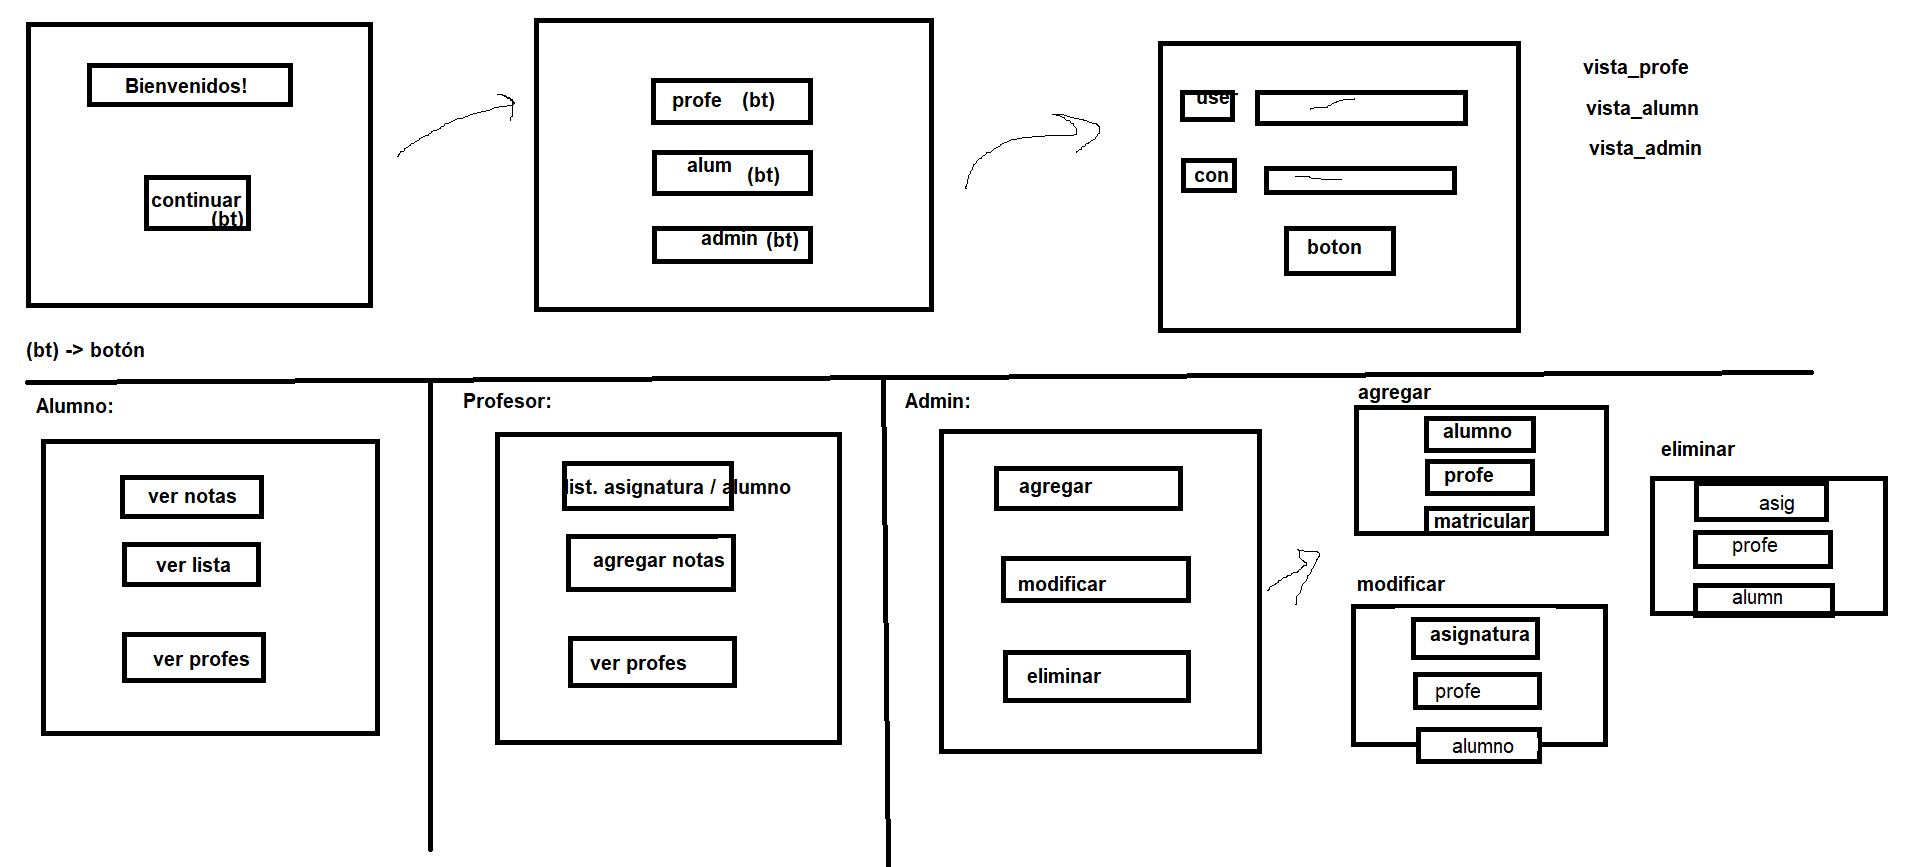 Bienvenidos!
continuar
(bt)
profe (bt)
alum (bt)
admin (bt)
user
con
boton
vista_profe
vista_alumn
vista_admin
(bt) -> botón
Alumno:
ver notas
ver lista
ver profes
Profesor:
list. asignatura / alumno
agregar notas
ver profes
Admin:
agregar
modificar
eliminar
agregar
alumno
profe
matricular
modificar
asignatura
profe
alumno
eliminar
asig
profe
alumn